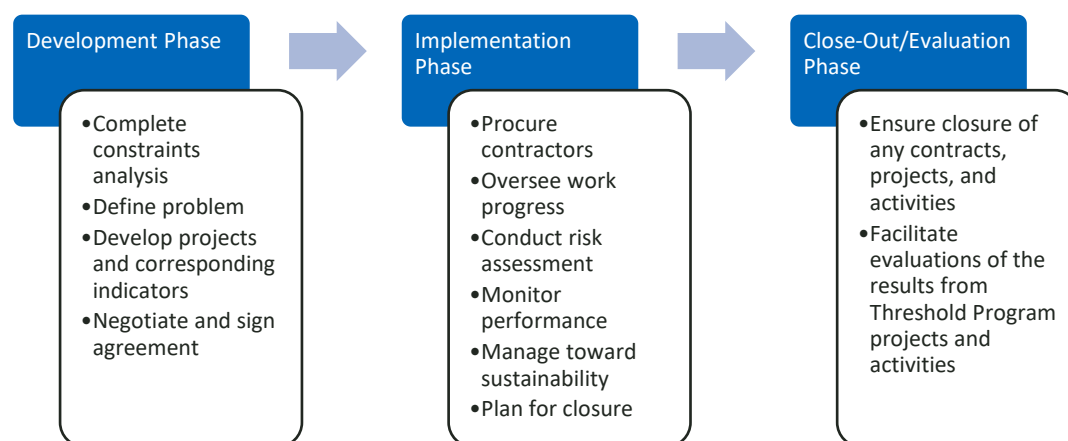 Development Phase
•Complete
constraints
analysis
•Define problem
•Develop projects
and corresponding
indicators
•Negotiate and sign
agreement
Implementation
Phase
•Procure
contractors
•Oversee work
progress
•Conduct risk
assessment
•Monitor
performance
•Manage toward
sustainability
•Plan for closure
Close-Out/Evaluation
Phase
•Ensure closure of
any contracts,
projects, and
activities
•Facilitate
evaluations of the
results from
Threshold Program
projects and
activities